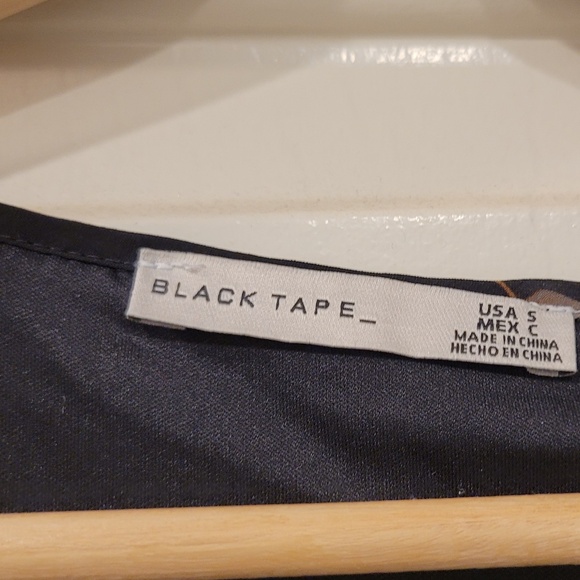 BLACK TAPE_
USA S
MEX C
MADE IN CHINA
HECHO EN CHINA